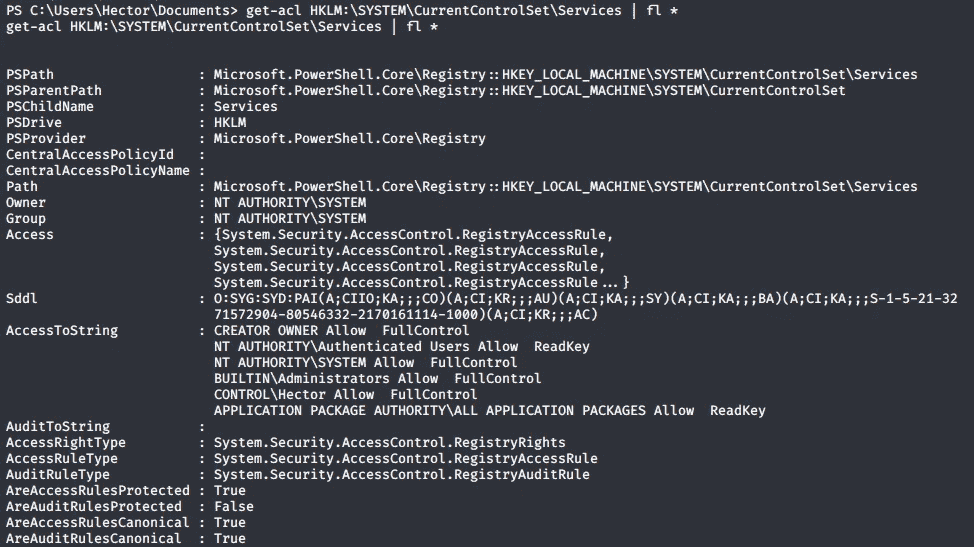 PS C:\Users\Hector\Documents> get-acl HKLM:\SYSTEM\CurrentControlSet\Services | fl *
get-acl HKLM:\SYSTEM\CurrentControlSet\Services | fl *
PSPath : Microsoft.PowerShell.Core\Registry::HKEY_LOCAL_MACHINE\SYSTEM\CurrentControlSet\Services
PSParentPath : Microsoft.PowerShell.Core\Registry::HKEY_LOCAL_MACHINE\SYSTEM\CurrentControlSet
PSChildName : Services
PSDrive : HKLM
PSProvider : Microsoft.PowerShell.Core\Registry
CentralAccessPolicyId :
CentralAccessPolicyName :
Path : Microsoft.PowerShell.Core\Registry::HKEY_LOCAL_MACHINE\SYSTEM\CurrentControlSet\Services
Owner : NT AUTHORITY\SYSTEM
Group : NT AUTHORITY\SYSTEM
Access : {System.Security.AccessControl.RegistryAccessRule,
System.Security.AccessControl.RegistryAccessRule,
System.Security.AccessControl.RegistryAccessRule,
System.Security.AccessControl.RegistryAccessRule...}
Sddl : O:SYG:SYD:PAI(A;CIIO;KA;;;CO)(A;CI;KR;;;AU)(A;CI;KA;;;SY)(A;CI;KA;;;BA)(A;CI;KA;;;S-1-5-21-32
71572904-80546332-2170161114-1000)(A;CI;KR;;;AC)
AccessToString : CREATOR OWNER Allow  FullControl
NT AUTHORITY\Authenticated Users Allow  ReadKey
NT AUTHORITY\SYSTEM Allow  FullControl
BUILTIN\Administrators Allow  FullControl
CONTROL\Hector Allow  FullControl
APPLICATION PACKAGE AUTHORITY\ALL APPLICATION PACKAGES Allow  ReadKey
AuditToString :
AccessRightType : System.Security.AccessControl.RegistryRights
AccessRuleType : System.Security.AccessControl.RegistryAccessRule
AuditRuleType : System.Security.AccessControl.RegistryAuditRule
AreAccessRulesProtected : True
AreAuditRulesProtected : False
AreAccessRulesCanonical : True
AreAuditRulesCanonical : True